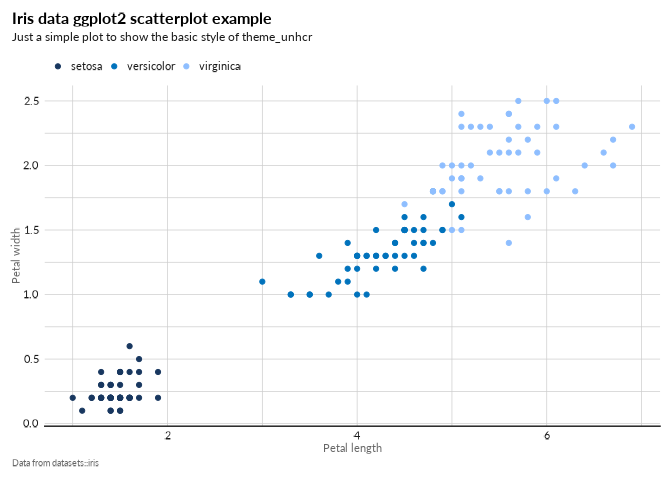 Iris data ggplot2 scatterplot example
Just a simple plot to show the basic style of theme_unhcr
setosa versicolor virginica
2.5
2.0
1.5
1.0
0.5
0.0
Petal width
2 4 6
Petal length
Data from datasets::iris